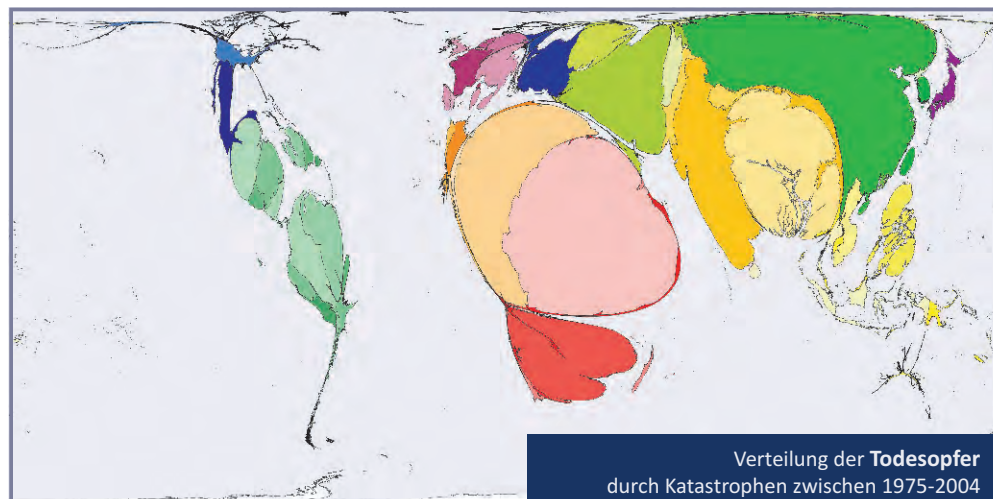 Verteilung der Todesopfer
durch Katastrophen zwischen 1975-2004